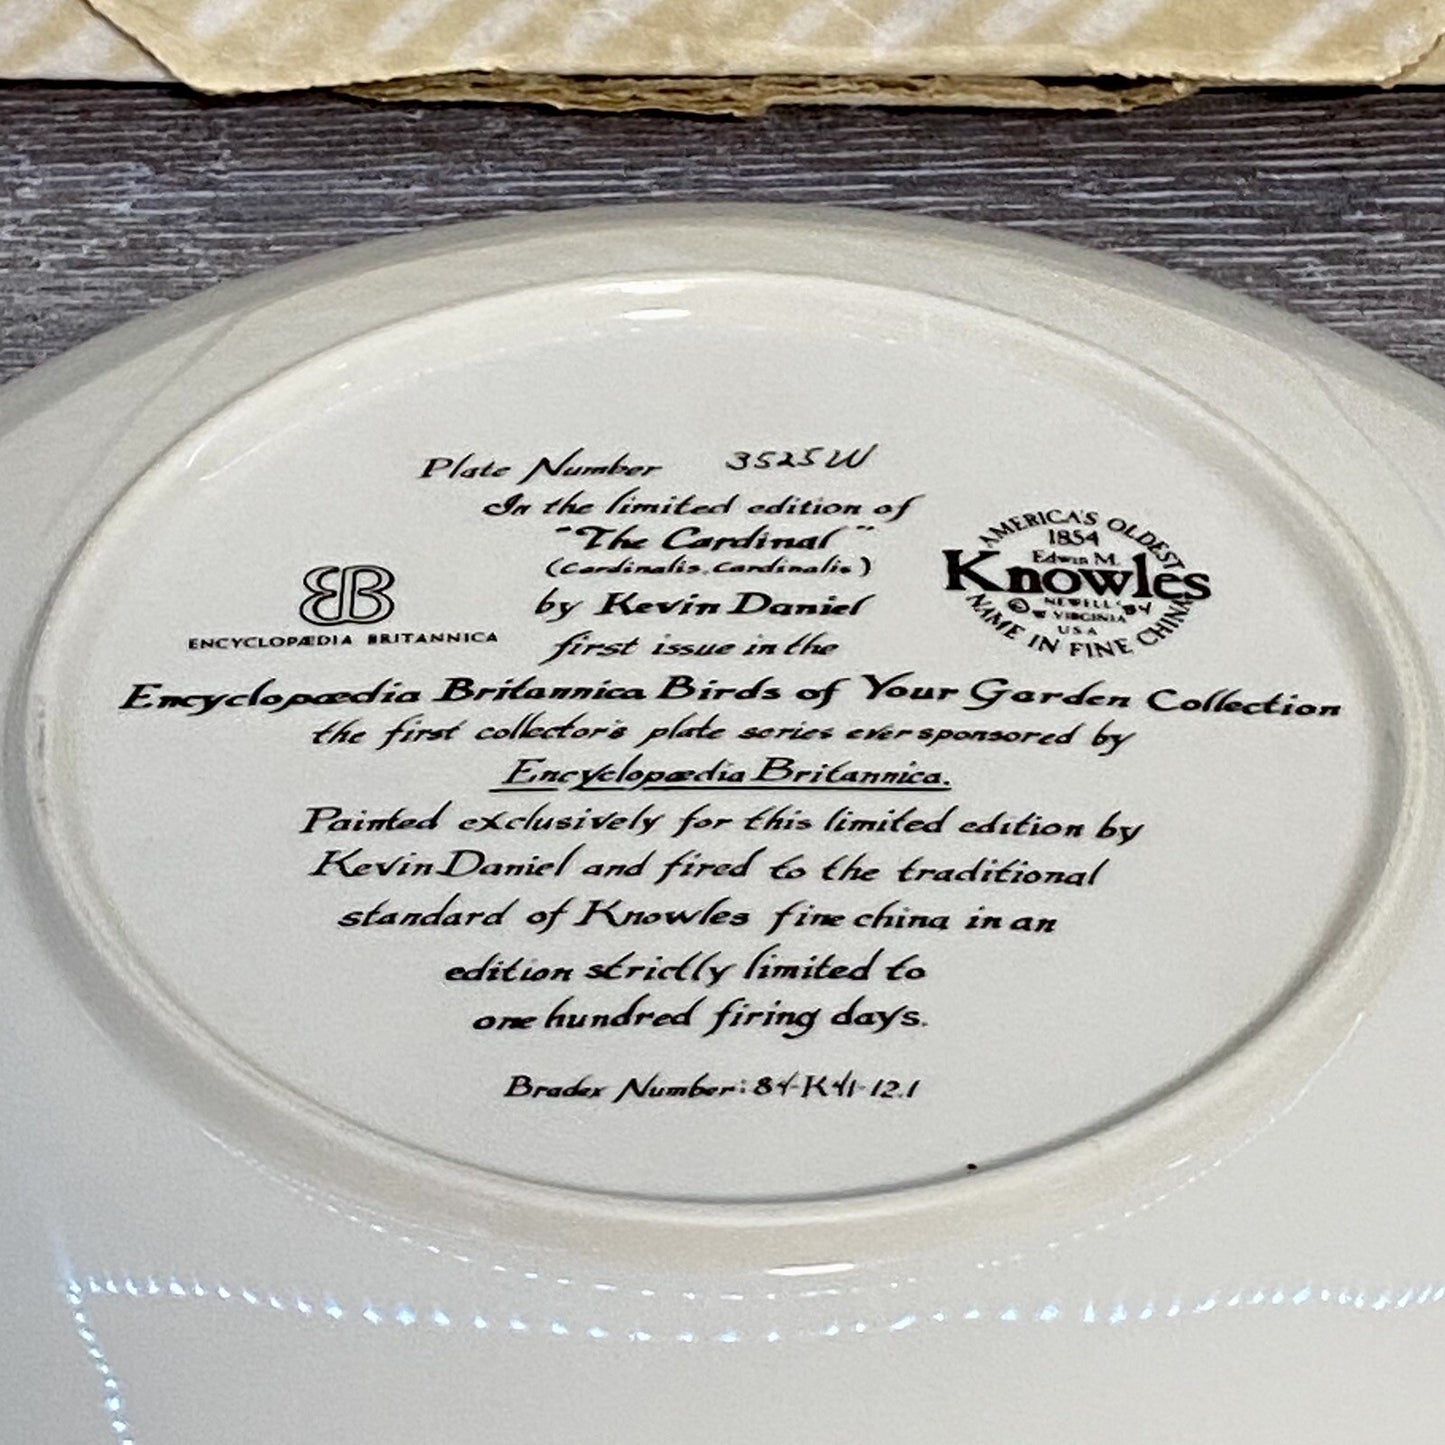 Plate Number 3525W
In the limited edition of
"The Cardinal"
(Cardinalis. Cardinalis)
by Kevin Daniel
first issue in the
Encyclopædia Britannica Birds of Your Garden Collection
the first collector's plate series ever sponsored by
Encyclopædia Britannica.
Painted exclusively for this limited edition by
Kevin Daniel and fired to the traditional
standard of Knowles fine china in an
edition strictly limited to
one hundred firing days.
Bradex Number: 84-K41-12.1
EB
ENCYCLOPÆDIA BRITANNICA
AMERICA'S OLDEST
1854
Edwin M.
Knowles
© NEWELL '84
W VIRGINIA
USA
NAME IN FINE CHINA